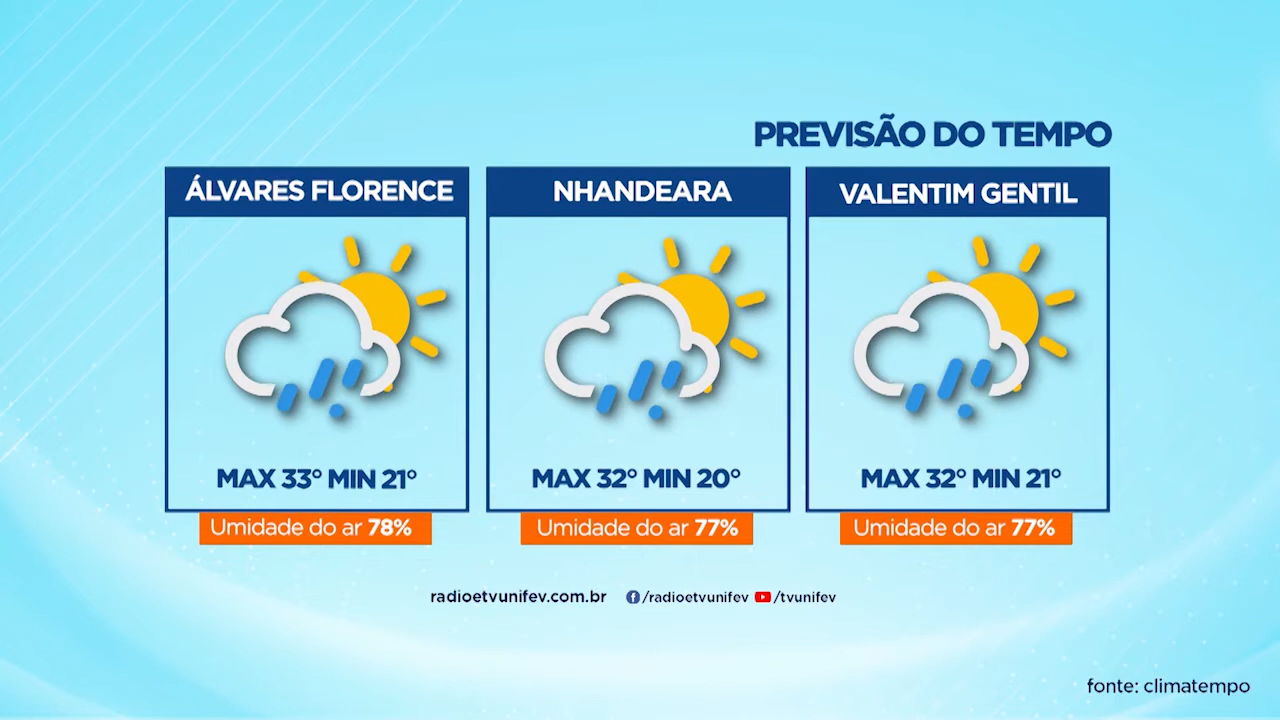 PREVISÃO DO TEMPO
ÁLVARES FLORENCE
MAX 33° MIN 21°
Umidade do ar 78%
NHANDEARA
MAX 32° MIN 20°
Umidade do ar 77%
VALENTIM GENTIL
MAX 32° MIN 21°
Umidade do ar 77%
radioetvunifev.com.br /radioetvunifev /tvunifev
fonte: climatempo